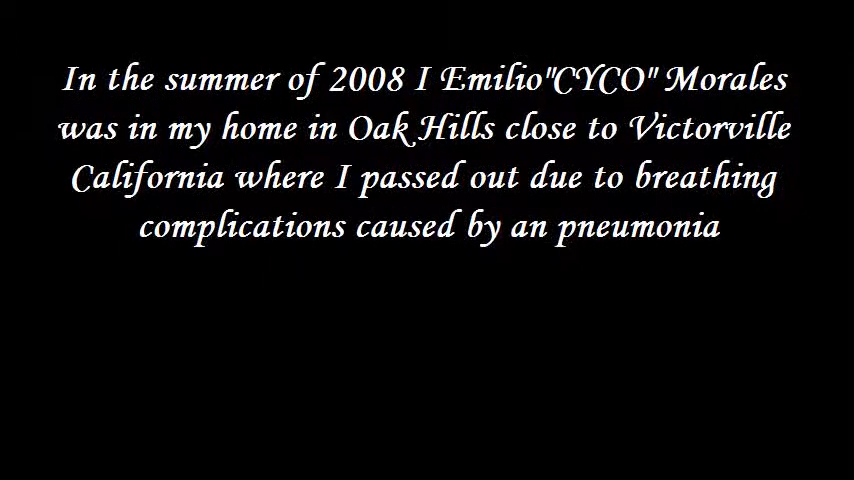 In the summer of 2008 I Emilio"CYCO" Morales
was in my home in Oak Hills close to Victorville
California where I passed out due to breathing
complications caused by an pneumonia